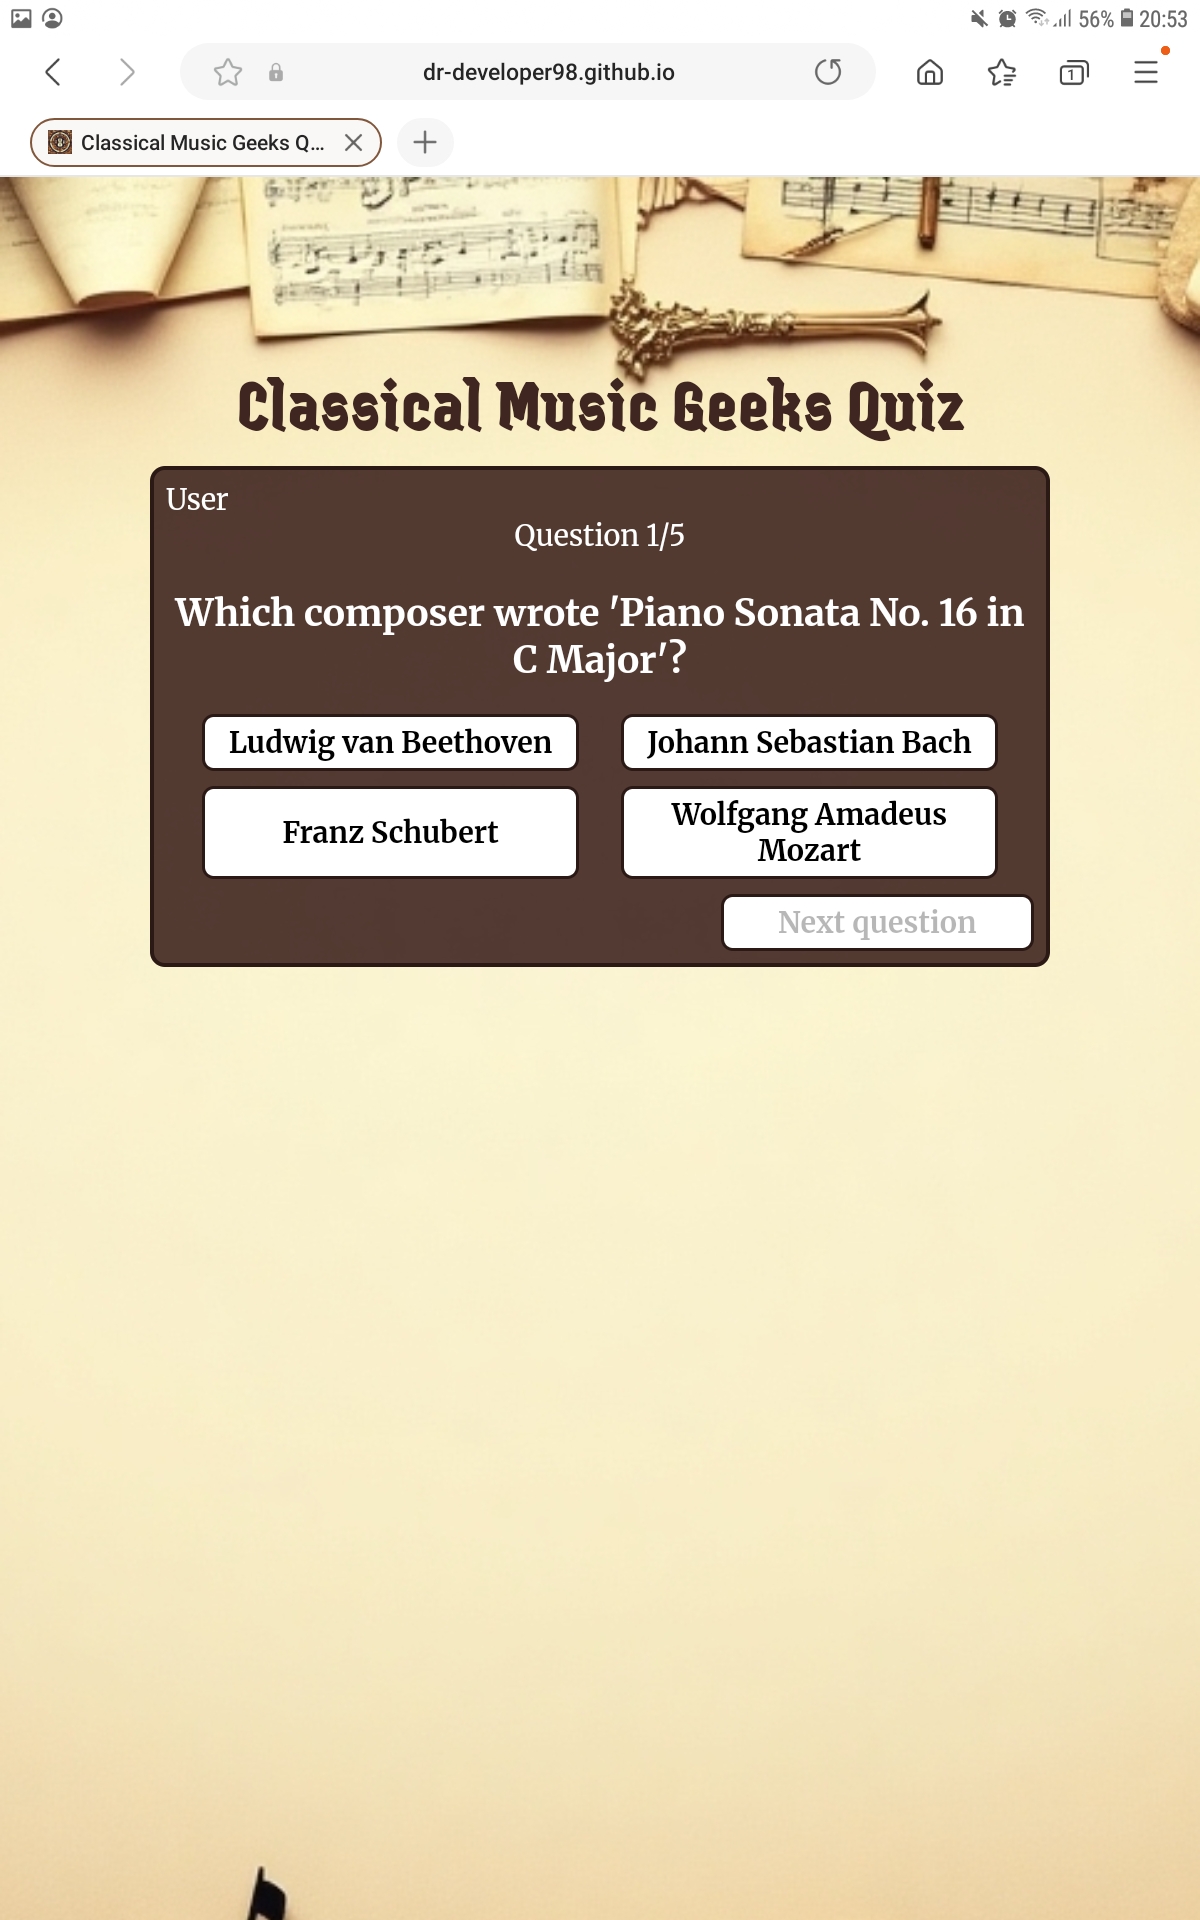 56% 20:53
dr-developer98.github.io
1
Classical Music Geeks Q...
Classical Music Geeks Quiz
User
Question 1/5
Which composer wrote 'Piano Sonata No. 16 in
C Major'?
Ludwig van Beethoven
Johann Sebastian Bach
Franz Schubert
Wolfgang Amadeus
Mozart
Next question